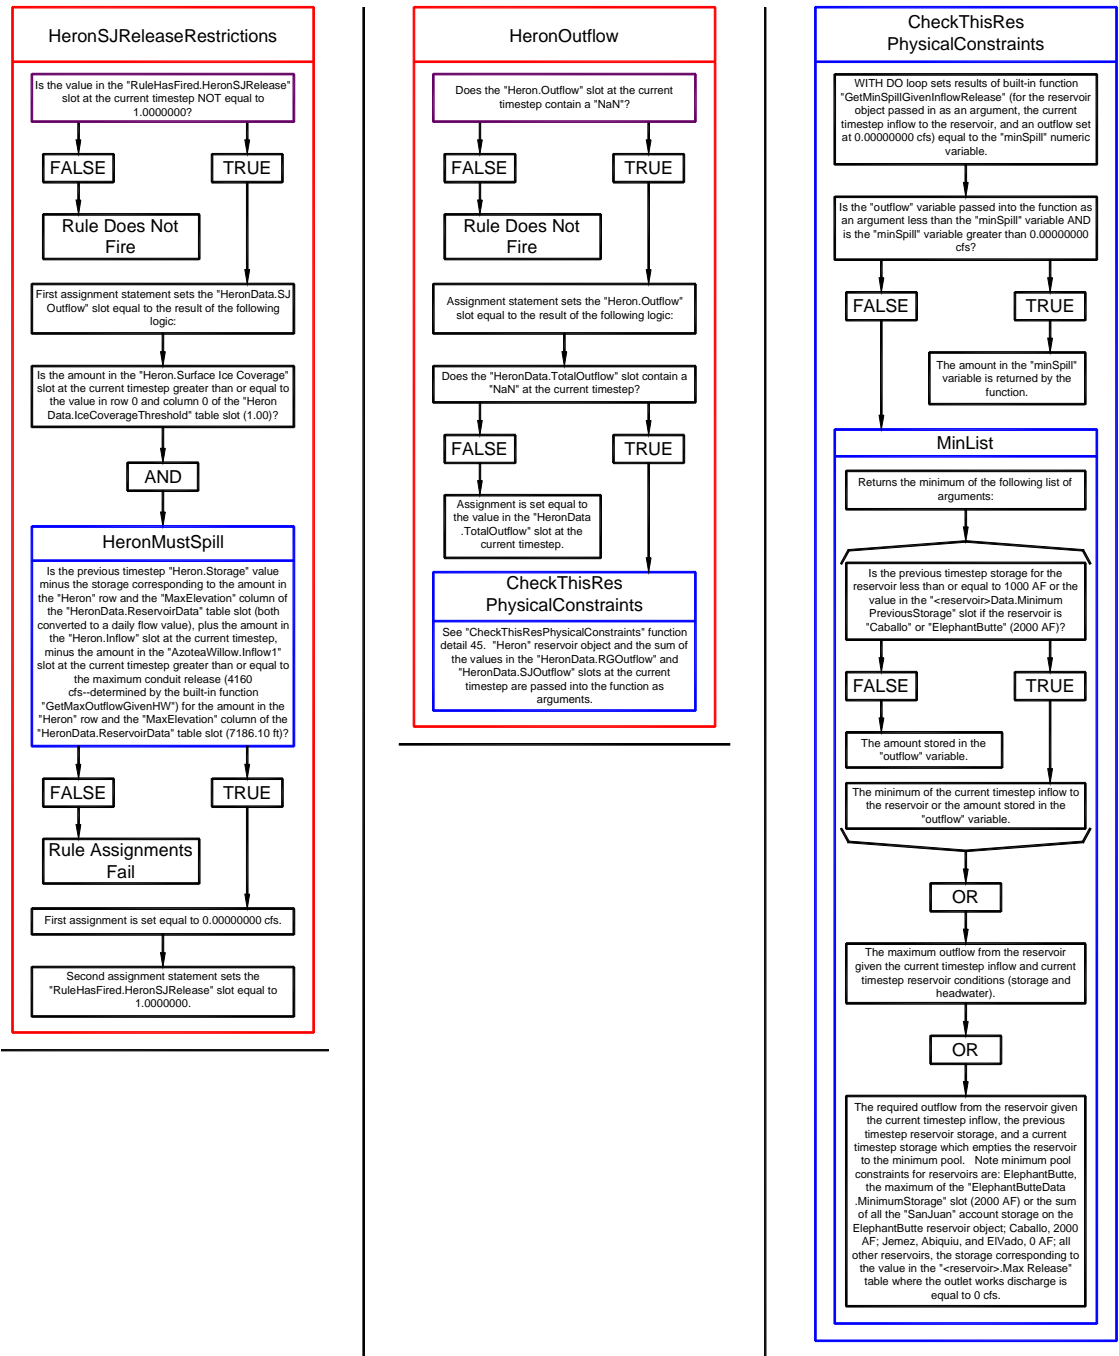 HeronSJReleaseRestrictions
Is the value in the "RuleHasFired.HeronSJRelease"
slot at the current timestep NOT equal to
1.0000000?
FALSE
TRUE
Rule Does Not
Fire
First assignment statement sets the "HeronData.SJ
Outflow" slot equal to the result of the following
logic:
Is the amount in the "Heron.Surface Ice Coverage"
slot at the current timestep greater than or equal to
the value in row 0 and column 0 of the "Heron
Data.IceCoverageThreshold" table slot (1.00)?
AND
HeronMustSpill
Is the previous timestep "Heron.Storage" value
minus the storage corresponding to the amount in
the "Heron" row and the "MaxElevation" column of
the "HeronData.ReservoirData" table slot (both
converted to a daily flow value), plus the amount in
the "Heron.Inflow" slot at the current timestep,
minus the amount in the "AzoteaWillow.Inflow1"
slot at the current timestep greater than or equal to
the maximum conduit release (4160
cfs--determined by the built-in function
"GetMaxOutflowGivenHW") for the amount in the
"Heron" row and the "MaxElevation" column of the
"HeronData.ReservoirData" table slot (7186.10 ft)?
FALSE
TRUE
Rule Assignments
Fail
First assignment is set equal to 0.00000000 cfs.
Second assignment statement sets the
"RuleHasFired.HeronSJRelease" slot equal to
1.0000000.
HeronOutflow
Does the "Heron.Outflow" slot at the current
timestep contain a "NaN"?
FALSE
TRUE
Rule Does Not
Fire
Assignment statement sets the "Heron.Outflow"
slot equal to the result of the following logic:
Does the "HeronData.TotalOutflow" slot contain a
"NaN" at the current timestep?
FALSE
TRUE
Assignment is set equal to
the value in the "HeronData
.TotalOutflow" slot at the
current timestep.
CheckThisRes
PhysicalConstraints
See "CheckThisResPhysicalConstraints" function
detail 45.  "Heron" reservoir object and the sum of
the values in the "HeronData.RGOutflow" and
"HeronData.SJOutflow" slots at the current
timestep are passed into the function as
arguments.
CheckThisRes
PhysicalConstraints
WITH DO loop sets results of built-in function
"GetMinSpillGivenInflowRelease" (for the reservoir
object passed in as an argument, the current
timestep inflow to the reservoir, and an outflow set
at 0.00000000 cfs) equal to the "minSpill" numeric
variable.
Is the "outflow" variable passed into the function as
an argument less than the "minSpill" variable AND
is the "minSpill" variable greater than 0.00000000
cfs?
FALSE
TRUE
The amount in the "minSpill"
variable is returned by the
function.
MinList
Returns the minimum of the following list of
arguments:
Is the previous timestep storage for the
reservoir less than or equal to 1000 AF or the
value in the "<reservoir>Data.Minimum
PreviousStorage" slot if the reservoir is
"Caballo" or "ElephantButte" (2000 AF)?
FALSE
TRUE
The amount stored in the
"outflow" variable.
The minimum of the current timestep inflow to
the reservoir or the amount stored in the
"outflow" variable.
OR
The maximum outflow from the reservoir
given the current timestep inflow and current
timestep reservoir conditions (storage and
headwater).
OR
The required outflow from the reservoir given
the current timestep inflow, the previous
timestep reservoir storage, and a current
timestep storage which empties the reservoir
to the minimum pool.   Note minimum pool
constraints for reservoirs are: ElephantButte,
the maximum of the "ElephantButteData
.MinimumStorage" slot (2000 AF) or the sum
of all the "SanJuan" account storage on the
ElephantButte reservoir object; Caballo, 2000
AF; Jemez, Abiquiu, and ElVado, 0 AF; all
other reservoirs, the storage corresponding to
the value in the "<reservoir>.Max Release"
table where the outlet works discharge is
equal to 0 cfs.